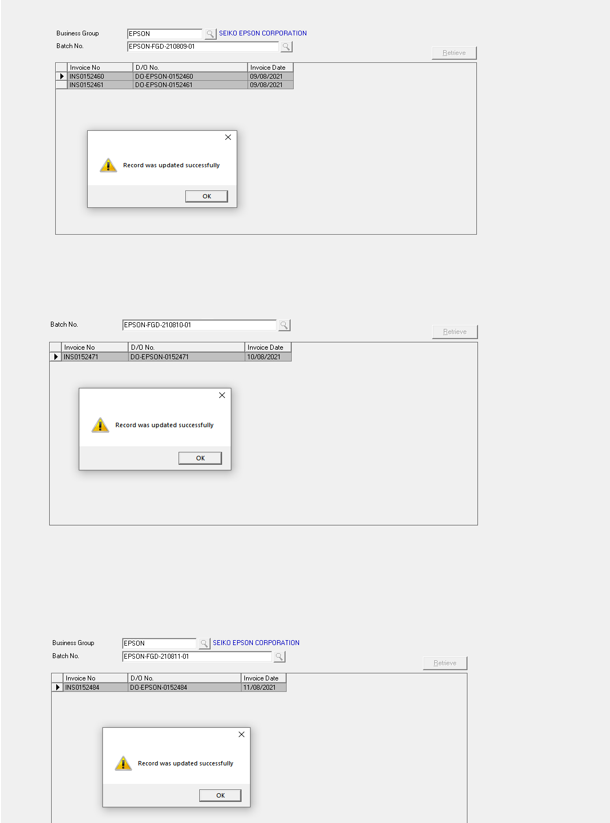 Business Group EPSON SEIKO EPSON CORPORATION
Batch No. EPSON-FGD-210809-01
Retrieve
Invoice No D/O No. Invoice Date
INS0152460 DO-EPSON-0152460 09/08/2021
INS0152461 DO-EPSON-0152461 09/08/2021
Record was updated successfully
OK
Batch No. EPSON-FGD-210810-01
Retrieve
Invoice No D/O No. Invoice Date
INS0152471 DO-EPSON-0152471 10/08/2021
Record was updated successfully
OK
Business Group EPSON SEIKO EPSON CORPORATION
Batch No. EPSON-FGD-210811-01
Retrieve
Invoice No D/O No. Invoice Date
INS0152484 DO-EPSON-0152484 11/08/2021
Record was updated successfully
OK